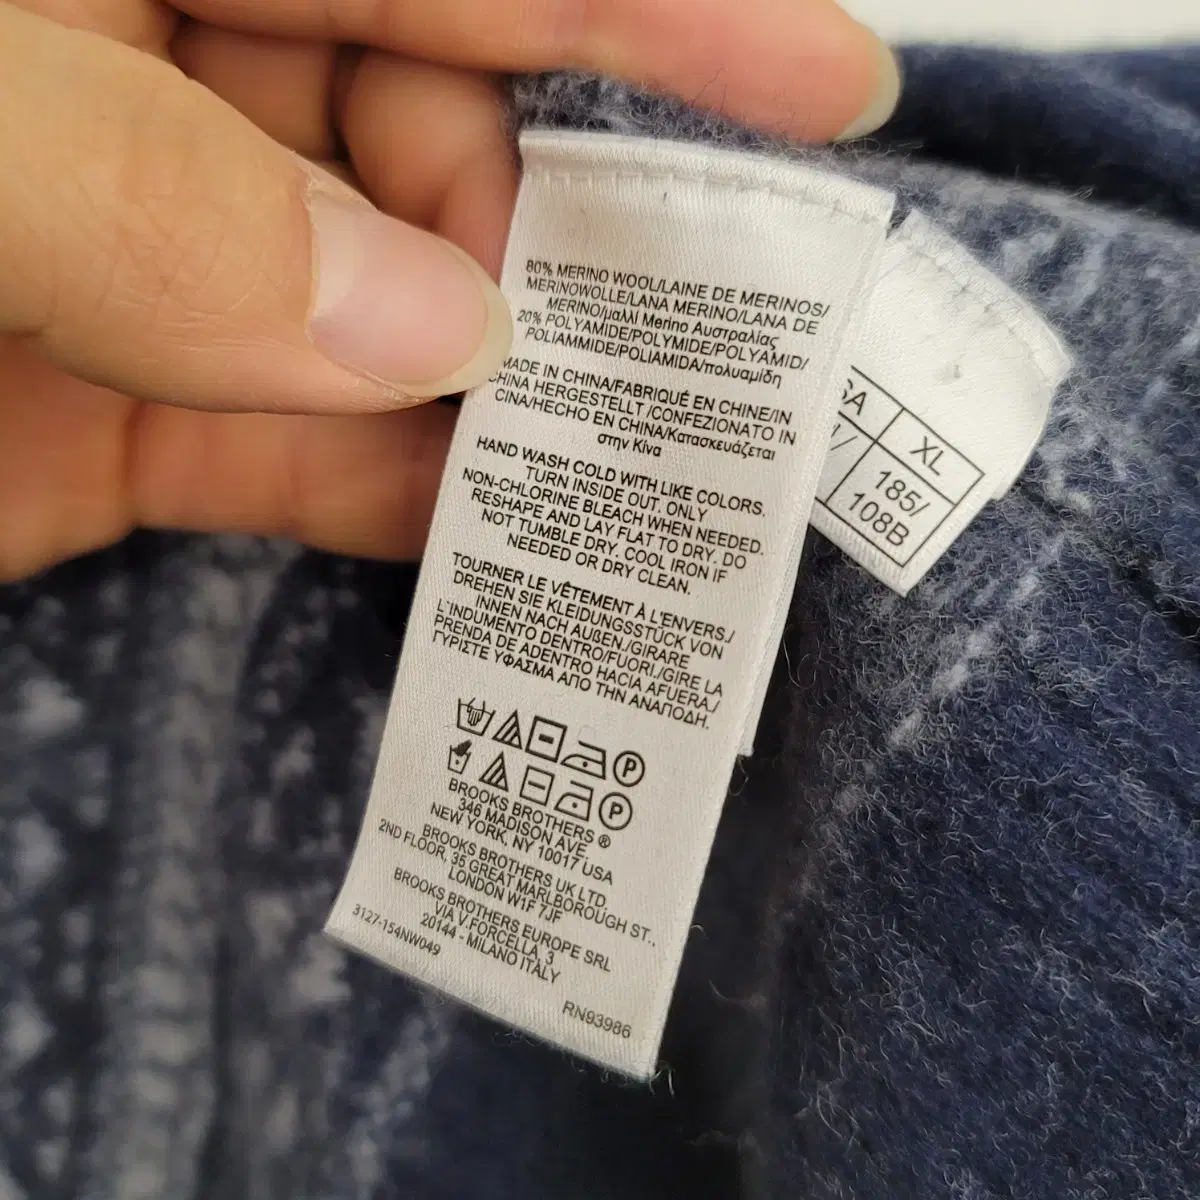 80% MERINO WOOL/LAINE DE MERINOS/
MERINOWOLLE/LANA MERINO/LANA DE
MERINO/μαλλί Merino Αυστραλίας
20% POLYAMIDE/POLYMIDE/POLYAMID/
POLIAMMIDE/POLIAMIDA/πολυαμίδη
MADE IN CHINA/FABRIQUÉ EN CHINE/IN
CHINA HERGESTELLT /CONFEZIONATO IN
CINA/HECHO EN CHINA/Κατασκευάζεται
στην Κίνα
HAND WASH COLD WITH LIKE COLORS.
TURN INSIDE OUT. ONLY
NON-CHLORINE BLEACH WHEN NEEDED.
RESHAPE AND LAY FLAT TO DRY. DO
NOT TUMBLE DRY. COOL IRON IF
NEEDED OR DRY CLEAN.
TOURNER LE VÊTEMENT À L'ENVERS./
DREHEN SIE KLEIDUNGSSTÜCK VON
INNEN NACH AUßEN./GIRARE
L'INDUMENTO DENTRO/FUORI./GIRE LA
PRENDA DE ADENTRO HACIA AFUERA./
ΓΥΡΙΣΤΕ ΥΦΑΣΜΑ ΑΠΟ ΤΗΝ ΑΝΑΠΟΔΗ.
P
P
BROOKS BROTHERS ®
346 MADISON AVE
NEW YORK, NY 10017 USA
BROOKS BROTHERS UK LTD.
2ND FLOOR, 35 GREAT MARLBOROUGH ST.,
LONDON W1F 7JF
BROOKS BROTHERS EUROPE SRL
VIA V.FORCELLA, 3
20144 - MILANO ITALY
3127-154NW049
RN93986
XL
185/
108B